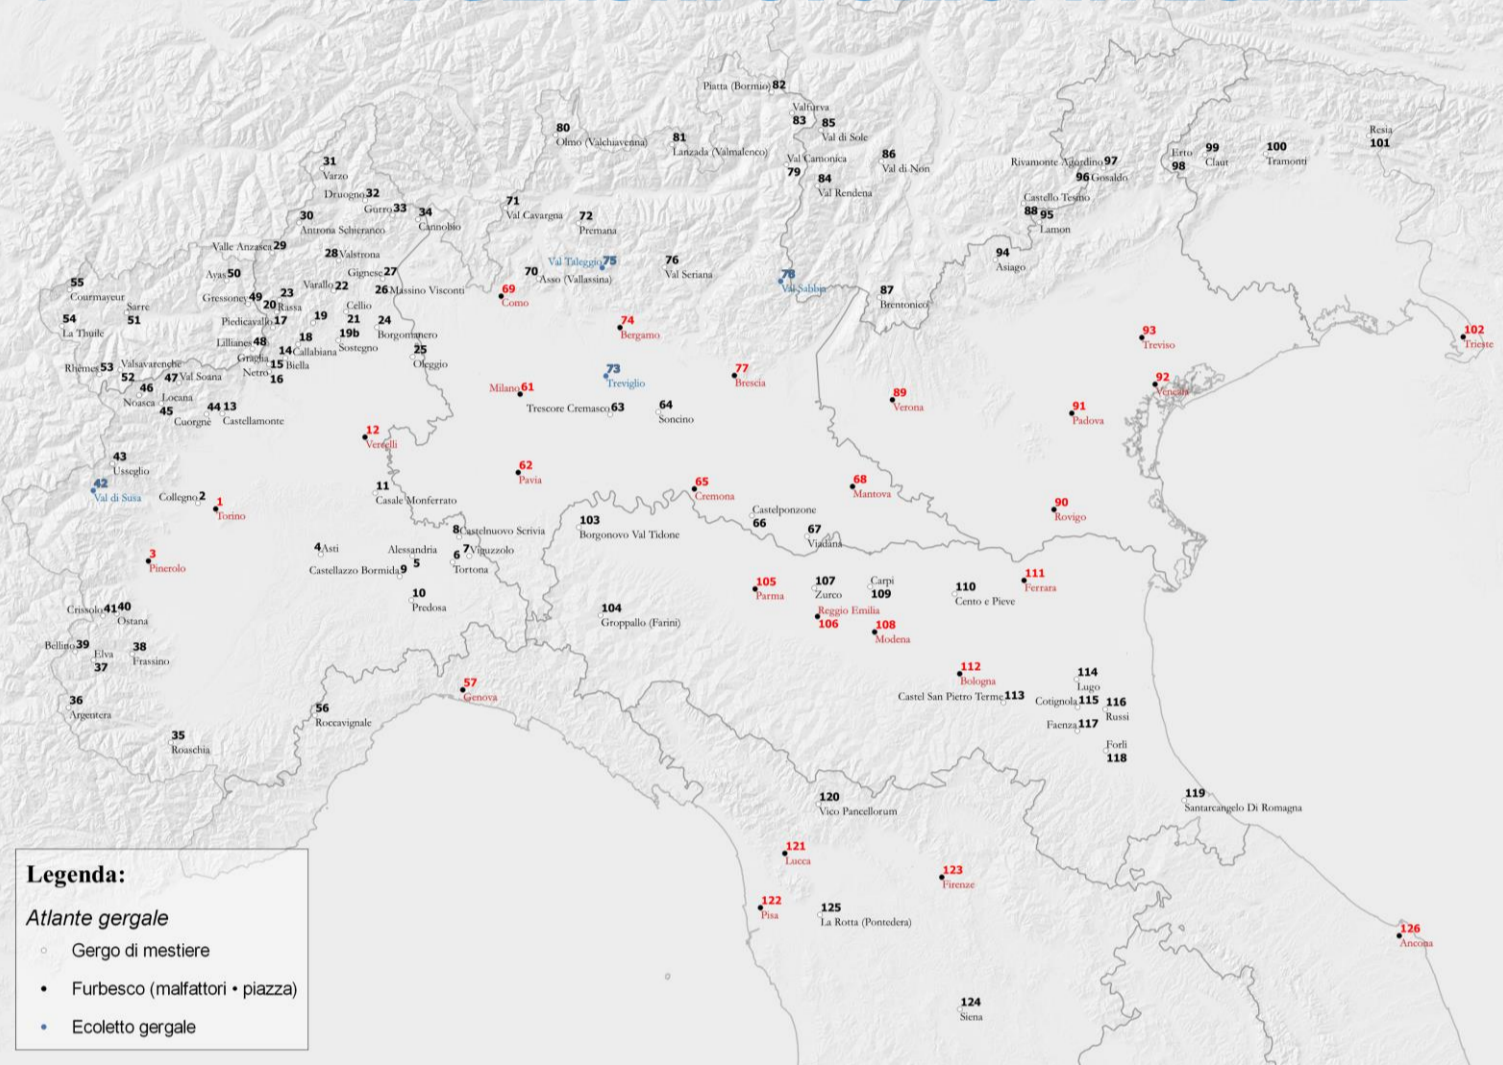 Piatta (Bormio) 82
Valfurva
83
85
Val di Sole
80
Olmo (Valchiavenna)
81
Lanzada (Valmalenco)
Val Camonica
79
84
Val Rendena
86
Val di Non
Rivamonte Agordino 97
96 Gosaldo
Erto
98
99
Claut
100
Tramonti
Resia
101
31
Varzo
Druogno 32
Gurro 33
34
Cannobio
30
Antrona Schieranco
71
Val Cavargna
72
Premana
Castello Tesino
88 95
Lamon
Valle Anzasca 29
28 Valstrona
Val Taleggio 75
76
Val Seriana
94
Asiago
Ayas 50
Gignese 27
70
Asso (Vallassina)
78
Val Sabbia
55
Courmayeur
Gressoney 49
23
Rassa
20
Varallo 22
26 Massino Visconti
69
Como
87
Brentonico
Sarre
51
54
La Thuile
Piedicavallo 17
19
Cellio
21
24
Borgomanero
74
Bergamo
93
Treviso
102
Trieste
Lillianes 48
18
Callabiana
14
19b
Sostegno
25
Oleggio
Graglia
15 Biella
Netro
16
Rhêmes 53
Valsavarenche
52
47 Val Soana
73
Treviglio
77
Brescia
92
Venezia
46
Noasca
Locana
45
Cuorgnè
44 13
Castellamonte
Milano 61
Trescore Cremasco 63
64
Soncino
89
Verona
91
Padova
12
Vercelli
43
Usseglio
42
Val di Susa
Collegno 2
1
Torino
11
Casale Monferrato
62
Pavia
65
Cremona
68
Mantova
90
Rovigo
Castelponzone
66
67
Viadana
8 Castelnuovo Scrivia
103
Borgonovo Val Tidone
3
Pinerolo
4 Asti
Alessandria
5
6
Tortona
7 Viguzzolo
Castellazzo Bormida 9
10
Predosa
105
Parma
107
Zurco
Carpi
109
110
Cento e Pieve
111
Ferrara
Crissolo 41 40
Ostana
104
Groppallo (Farini)
Reggio Emilia
106
108
Modena
Bellino 39
Elva
37
38
Frassino
57
Genova
112
Bologna
Castel San Pietro Terme 113
114
Lugo
Cotignola 115
116
Russi
Faenza 117
Forlì
118
36
Argentera
56
Roccavignale
35
Roaschia
120
Vico Pancellorum
119
Santarcangelo Di Romagna
121
Lucca
123
Firenze
122
Pisa
125
La Rotta (Pontedera)
126
Ancona
124
Siena
Legenda:
Atlante gergale
Gergo di mestiere
Furbesco (malfattori • piazza)
Ecoletto gergale